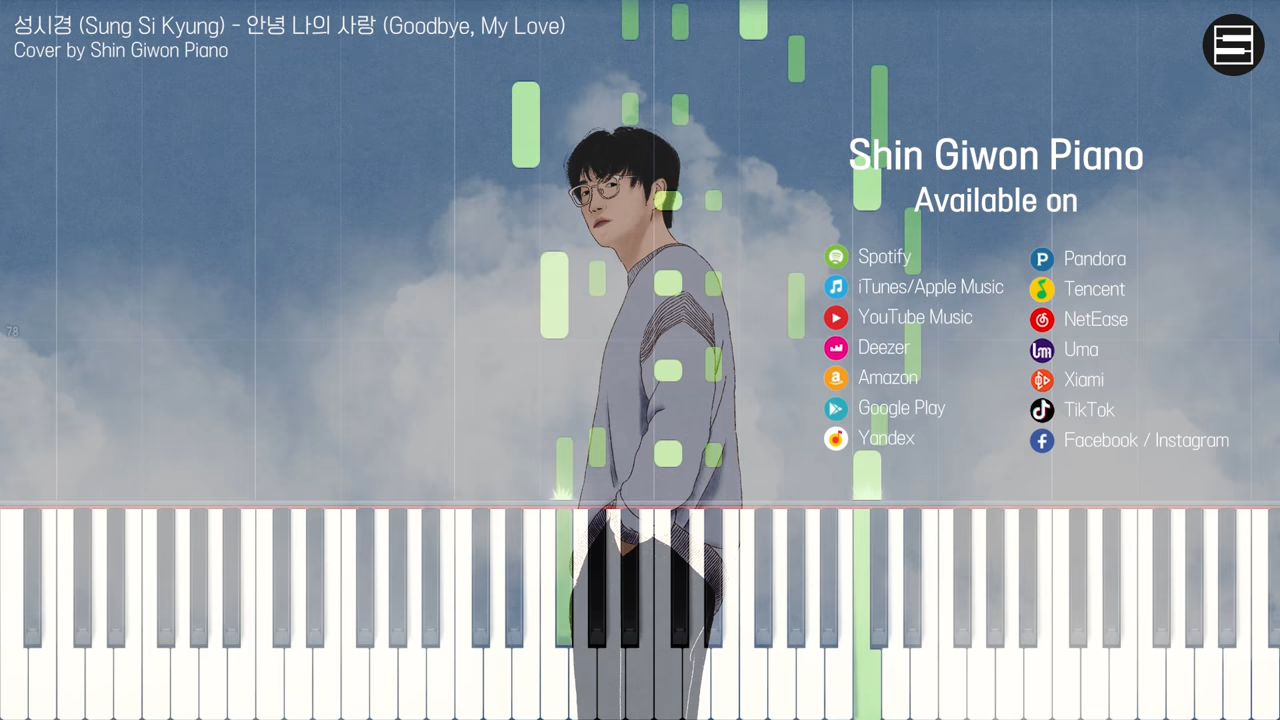 성시경 (Sung Si Kyung) - 안녕 나의 사랑 (Goodbye, My Love)
Cover by Shin Giwon Piano
Shin Giwon Piano
Available on
Spotify
iTunes/Apple Music
YouTube Music
Deezer
Amazon
Google Play
Yandex
Pandora
Tencent
NetEase
Uma
Xiami
TikTok
Facebook / Instagram
78